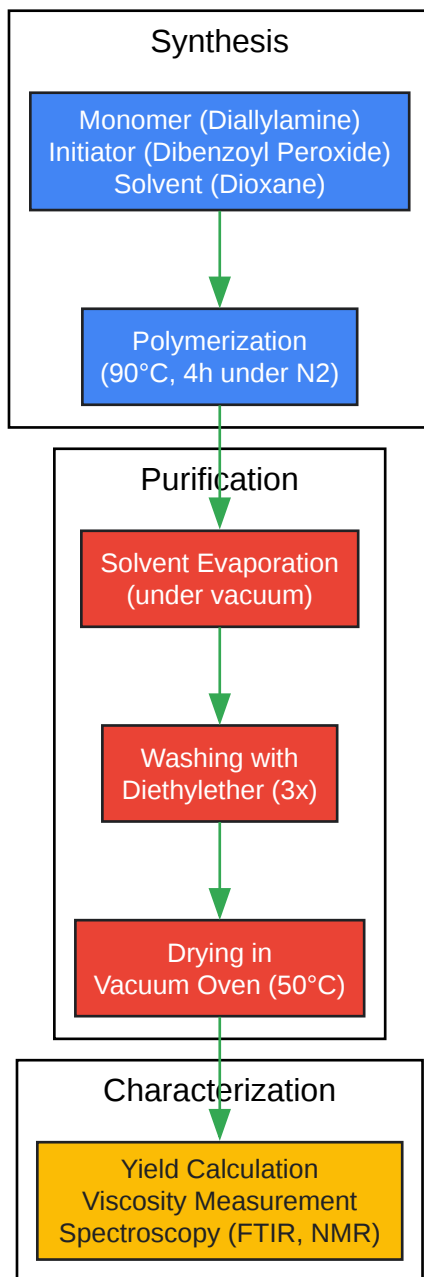 Synthesis
Monomer (Diallylamine)
Initiator (Dibenzoyl Peroxide)
Solvent (Dioxane)
Polymerization
(90°C, 4h under N2)
Purification
Solvent Evaporation
(under vacuum)
Washing with
Diethylether (3x)
Drying in
Vacuum Oven (50°C)
Characterization
Yield Calculation
Viscosity Measurement
Spectroscopy (FTIR, NMR)